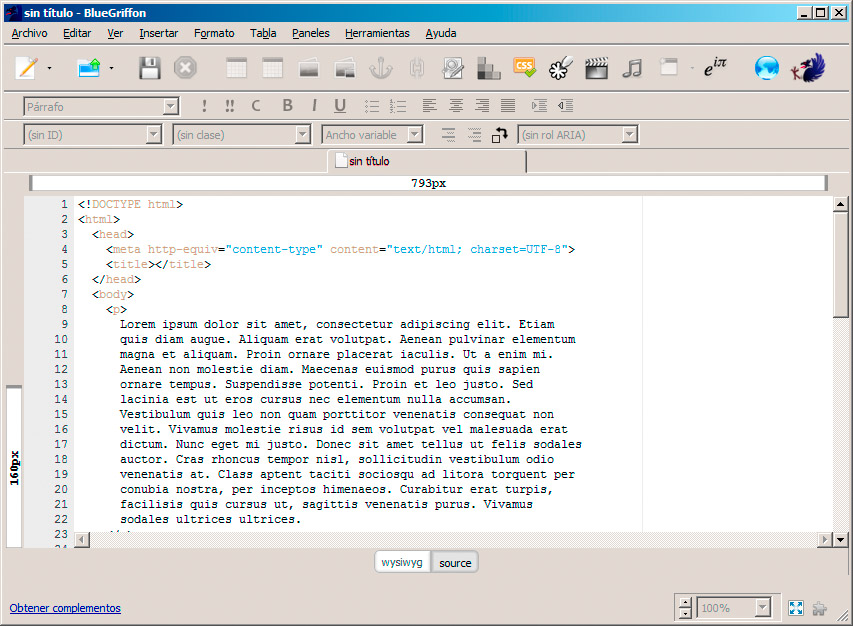 sin título - BlueGriffon
Archivo Editar Ver Insertar Formato Tabla Paneles Herramientas Ayuda
CSS eiπ
Párrafo ! !! C B I U
(sin ID) (sin clase) Ancho variable (sin rol ARIA)
sin título
793px
1 <!DOCTYPE html>
2 <html>
3 <head>
4 <meta http-equiv="content-type" content="text/html; charset=UTF-8">
5 <title></title>
6 </head>
7 <body>
8 <p>
9 Lorem ipsum dolor sit amet, consectetur adipiscing elit. Etiam
10 quis diam augue. Aliquam erat volutpat. Aenean pulvinar elementum
11 magna et aliquam. Proin ornare placerat iaculis. Ut a enim mi.
12 Aenean non molestie diam. Maecenas euismod purus quis sapien
13 ornare tempus. Suspendisse potenti. Proin et leo justo. Sed
14 lacinia est ut eros cursus nec elementum nulla accumsan.
15 Vestibulum quis leo non quam porttitor venenatis consequat non
16 velit. Vivamus molestie risus id sem volutpat vel malesuada erat
17 dictum. Nunc eget mi justo. Donec sit amet tellus ut felis sodales
18 auctor. Cras rhoncus tempor nisl, sollicitudin vestibulum odio
19 venenatis at. Class aptent taciti sociosqu ad litora torquent per
20 conubia nostra, per inceptos himenaeos. Curabitur erat turpis,
21 facilisis quis cursus ut, sagittis venenatis purus. Vivamus
22 sodales ultrices ultrices.
23
160px
wysiwyg source
Obtener complementos
100%